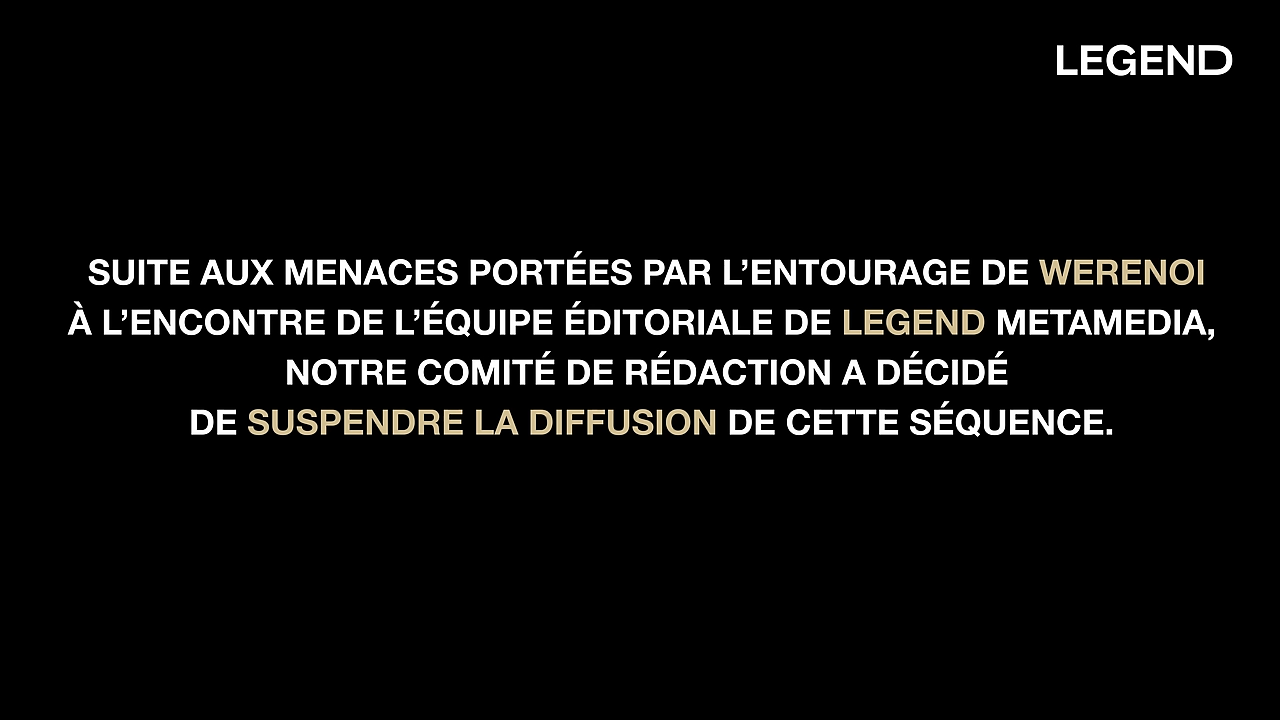 LEGEND
SUITE AUX MENACES PORTÉES PAR L’ENTOURAGE DE WERENOI
À L’ENCONTRE DE L’ÉQUIPE ÉDITORIALE DE LEGEND METAMEDIA,
NOTRE COMITÉ DE RÉDACTION A DÉCIDÉ
DE SUSPENDRE LA DIFFUSION DE CETTE SÉQUENCE.